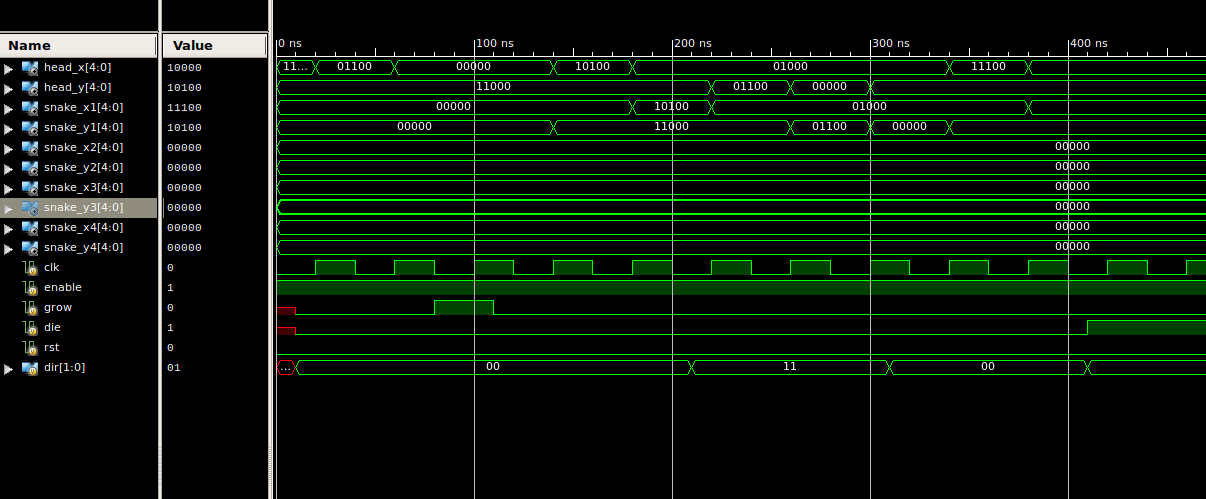 Name Value 0 ns 100 ns 200 ns 300 ns 400 ns
head_x[4:0] 10000 11... 01100 00000 10100 01000 11100
head_y[4:0] 10100 11000 01100 00000
snake_x1[4:0] 11100 00000 10100 01000
snake_y1[4:0] 10100 00000 11000 01100 00000
snake_x2[4:0] 00000 00000
snake_y2[4:0] 00000 00000
snake_x3[4:0] 00000 00000
snake_y3[4:0] 00000 00000
snake_x4[4:0] 00000 00000
snake_y4[4:0] 00000 00000
clk 0
enable 1
grow 0
die 1
rst 0
dir[1:0] 01 ... 00 11 00